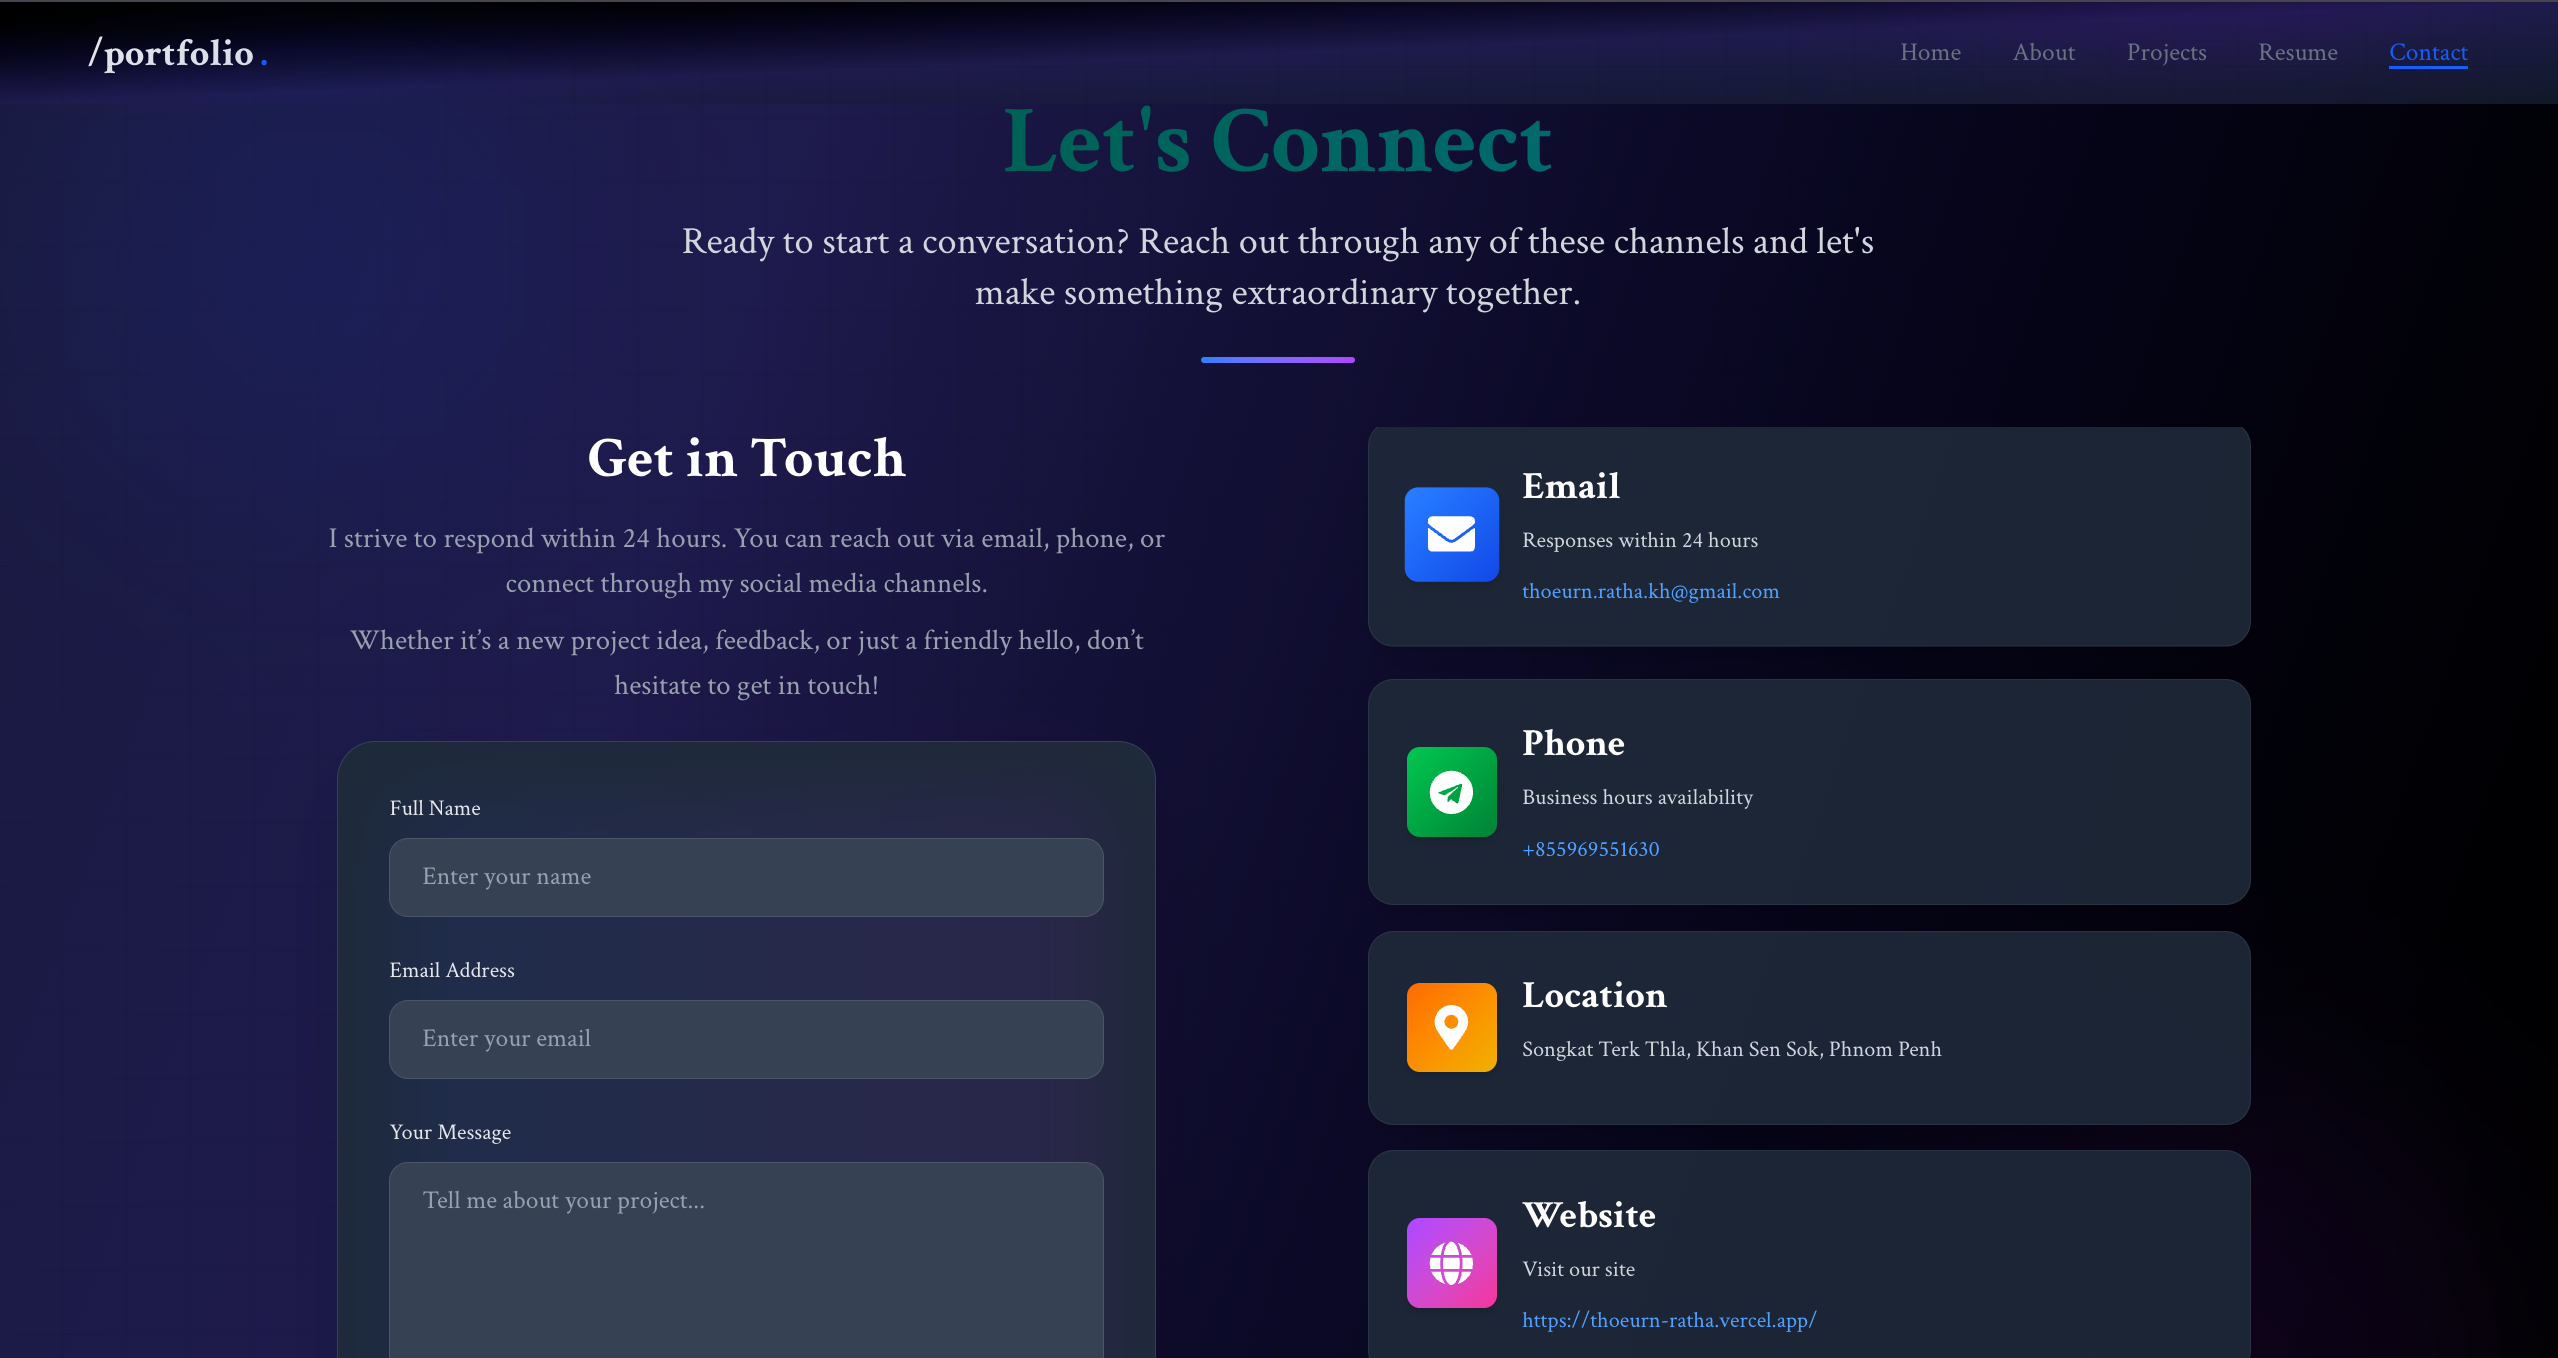 /portfolio.
Home
About
Projects
Resume
Contact
Let's Connect
Ready to start a conversation? Reach out through any of these channels and let's
make something extraordinary together.
Get in Touch
I strive to respond within 24 hours. You can reach out via email, phone, or
connect through my social media channels.
Whether it’s a new project idea, feedback, or just a friendly hello, don’t
hesitate to get in touch!
Full Name
Enter your name
Email Address
Enter your email
Your Message
Tell me about your project...
Email
Responses within 24 hours
thoeurn.ratha.kh@gmail.com
Phone
Business hours availability
+855969551630
Location
Songkat Terk Thla, Khan Sen Sok, Phnom Penh
Website
Visit our site
https://thoeurn-ratha.vercel.app/